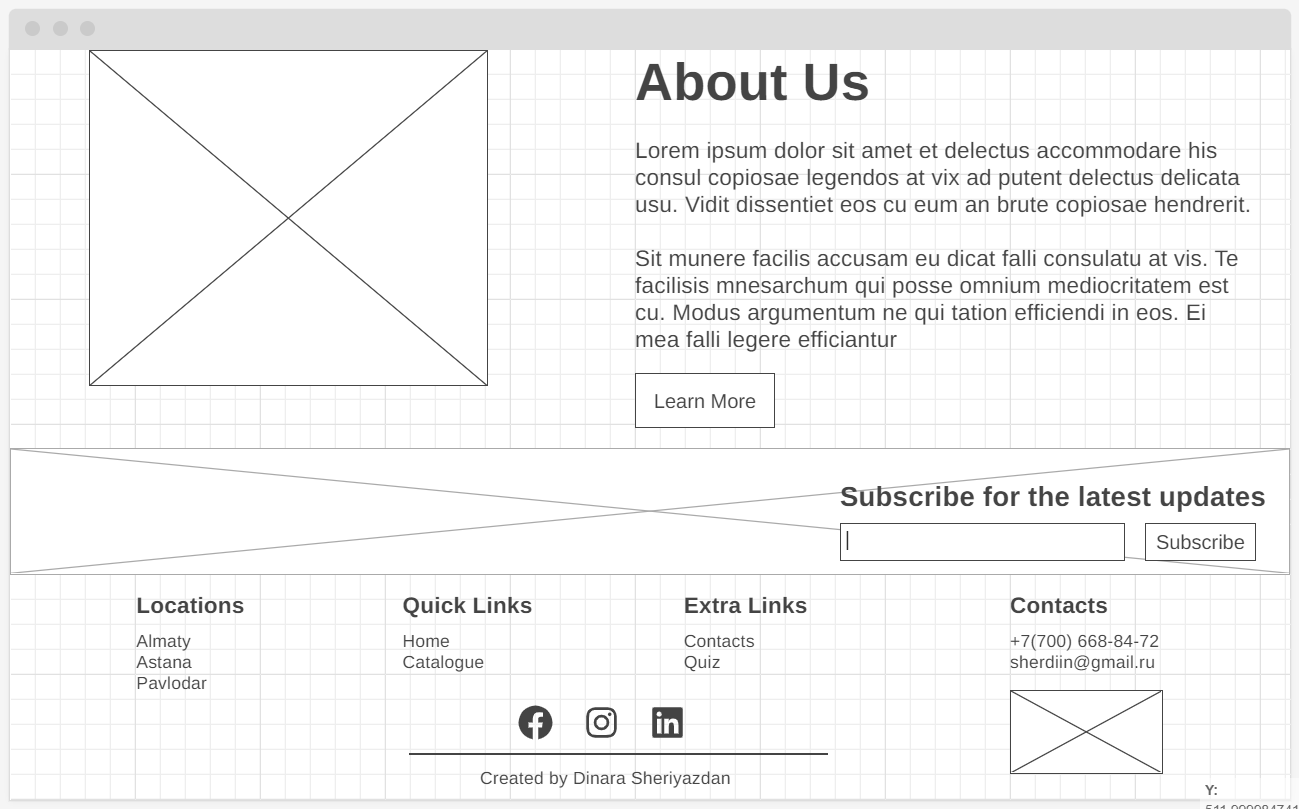 About Us
Lorem ipsum dolor sit amet et delectus accommodare his
consul copiosae legendos at vix ad putent delectus delicata
usu. Vidit dissentiet eos cu eum an brute copiosae hendrerit.
Sit munere facilis accusam eu dicat falli consulatu at vis. Te
facilisis mnesarchum qui posse omnium mediocritatem est
cu. Modus argumentum ne qui tation efficiendi in eos. Ei
mea falli legere efficiantur
Learn More
Subscribe for the latest updates
Subscribe
Locations
Almaty
Astana
Pavlodar
Quick Links
Home
Catalogue
Extra Links
Contacts
Quiz
Contacts
+7(700) 668-84-72
sherdiin@gmail.ru
Created by Dinara Sheriyazdan
Y: